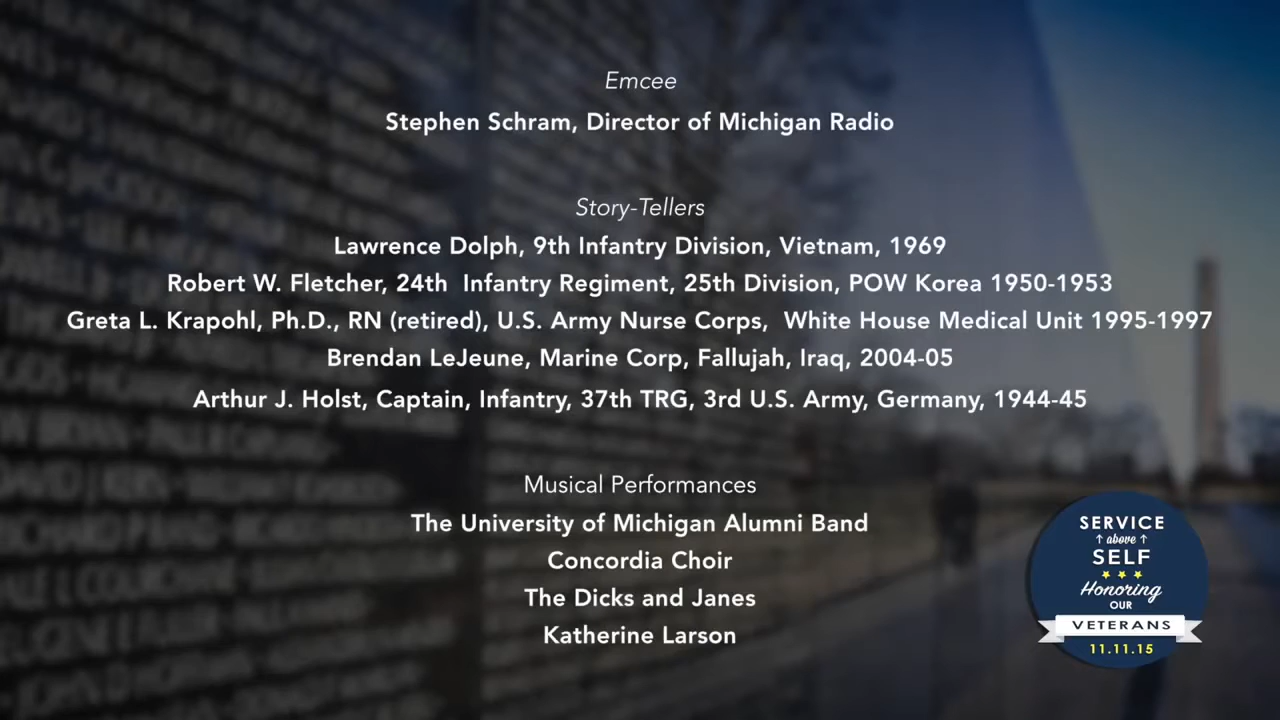 Emcee
Stephen Schram, Director of Michigan Radio
Story-Tellers
Lawrence Dolph, 9th Infantry Division, Vietnam, 1969
Robert W. Fletcher, 24th  Infantry Regiment, 25th Division, POW Korea 1950-1953
Greta L. Krapohl, Ph.D., RN (retired), U.S. Army Nurse Corps,  White House Medical Unit 1995-1997
Brendan LeJeune, Marine Corp, Fallujah, Iraq, 2004-05
Arthur J. Holst, Captain, Infantry, 37th TRG, 3rd U.S. Army, Germany, 1944-45
Musical Performances
The University of Michigan Alumni Band
Concordia Choir
The Dicks and Janes
Katherine Larson
SERVICE
above
SELF
Honoring
OUR
VETERANS
11.11.15